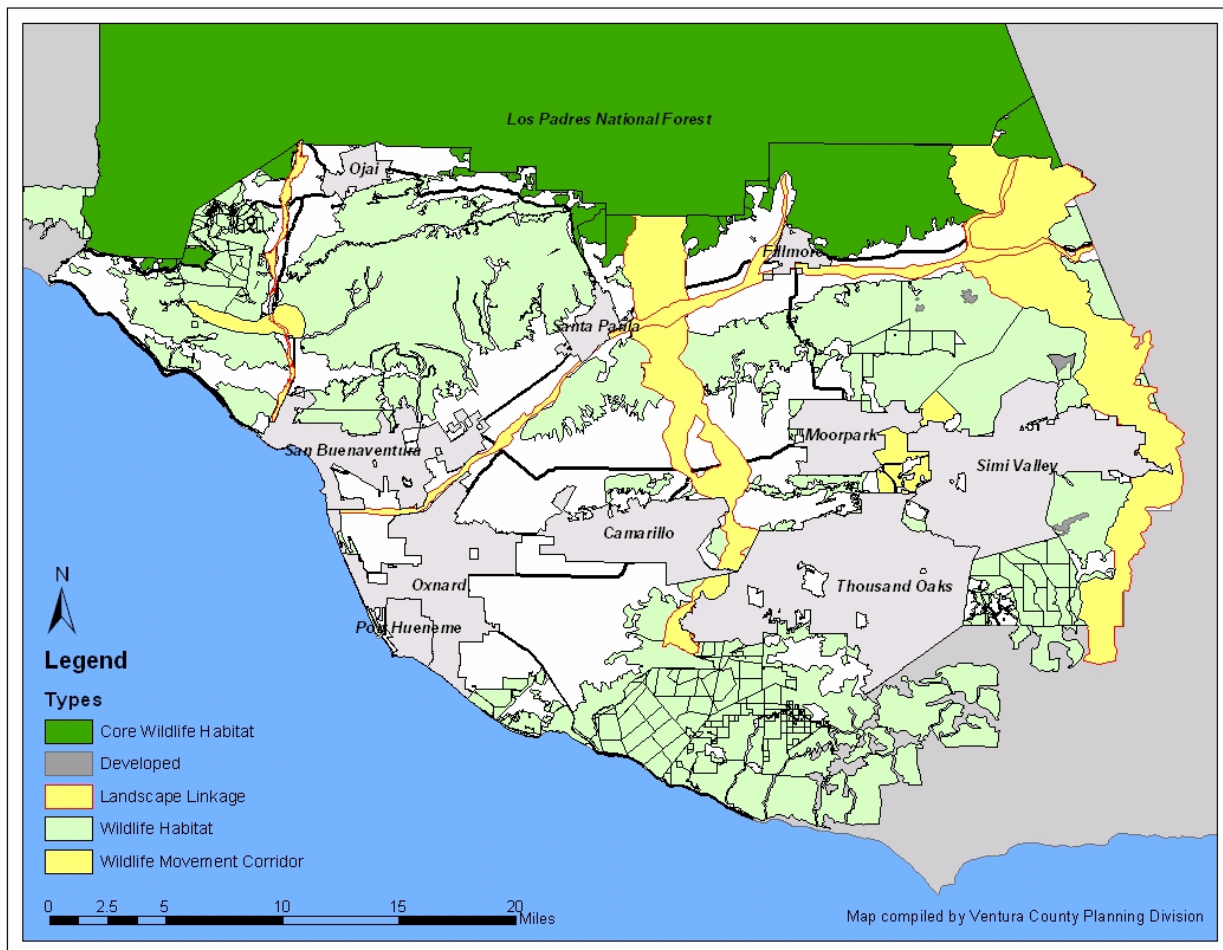 Los Padres National Forest
Ojai
Fillmore
Santa Paula
Moorpark
San Buenaventura
Simi Valley
Camarillo
Oxnard
Thousand Oaks
Port Hueneme
N
Legend
Types
Core Wildlife Habitat
Developed
Landscape Linkage
Wildlife Habitat
Wildlife Movement Corridor
0 2.5 5 10 15 20
Miles
Map compiled by Ventura County Planning Division